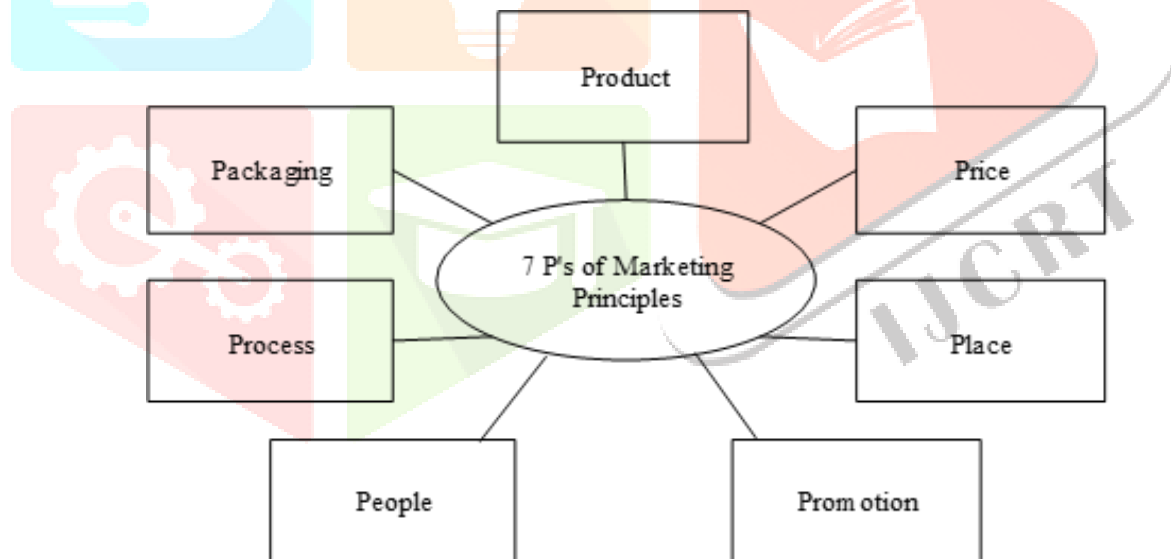 Product
Packaging
Price
7 P's of Marketing
Principles
Process
Place
People
Promotion
IJCRT